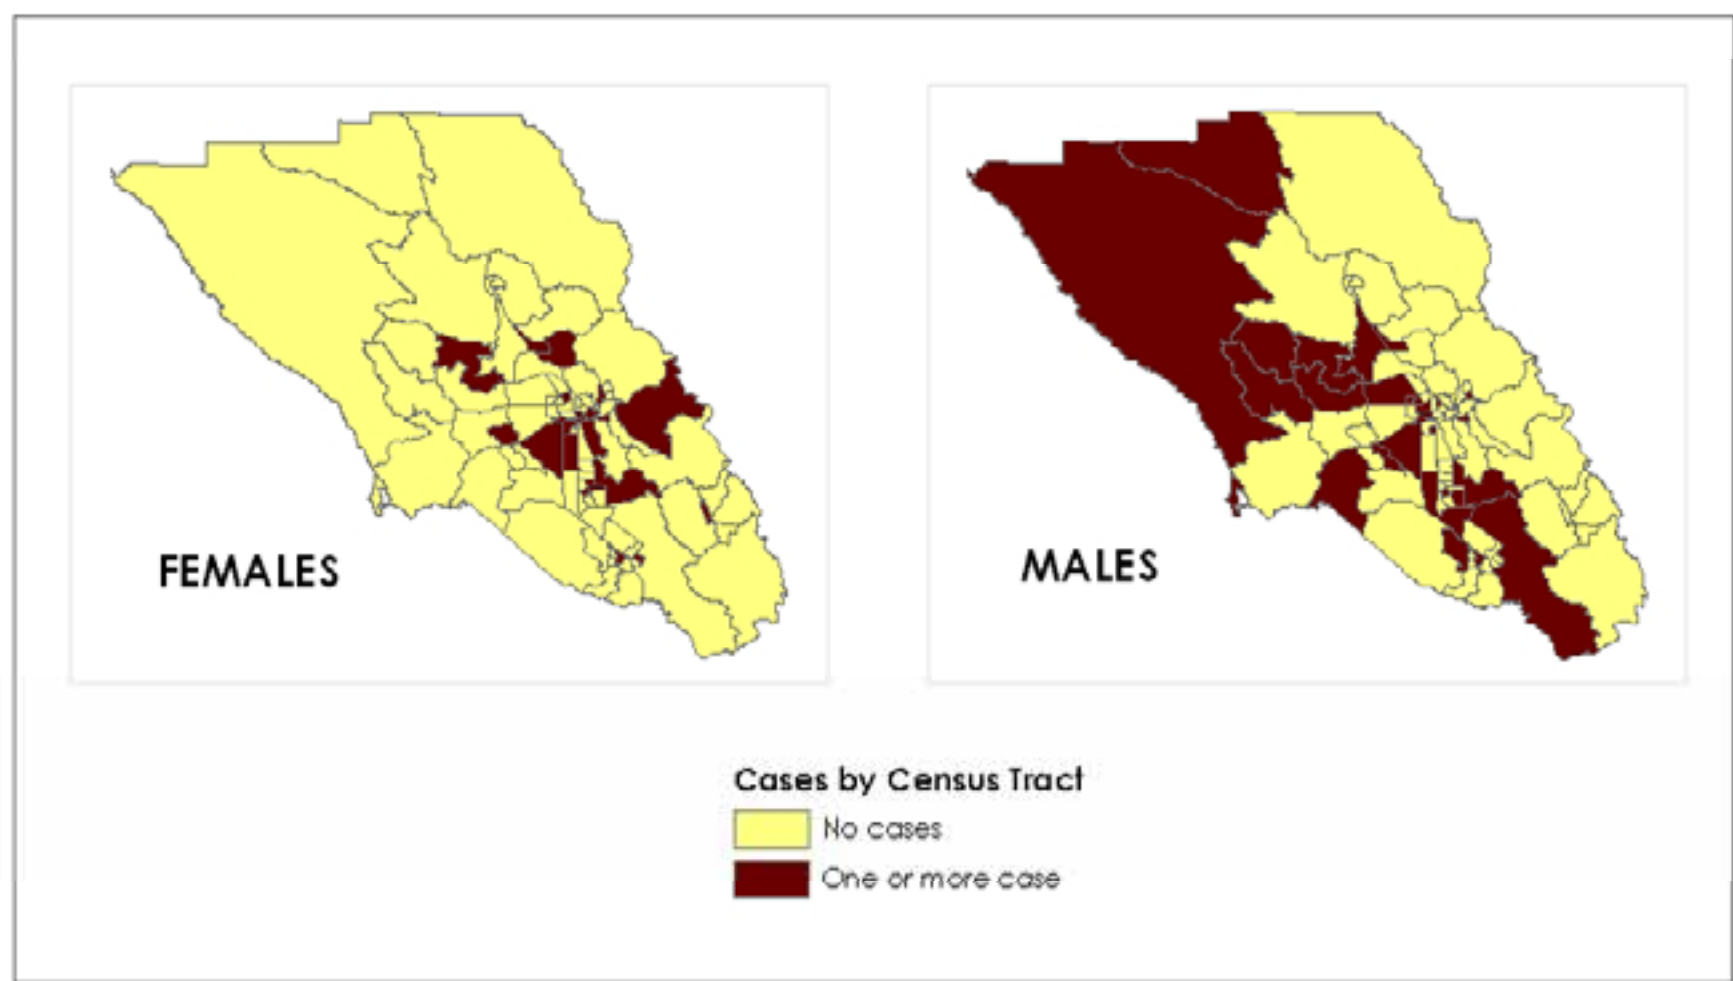 FEMALES
MALES
Cases by Census Tract
No cases
One or more case